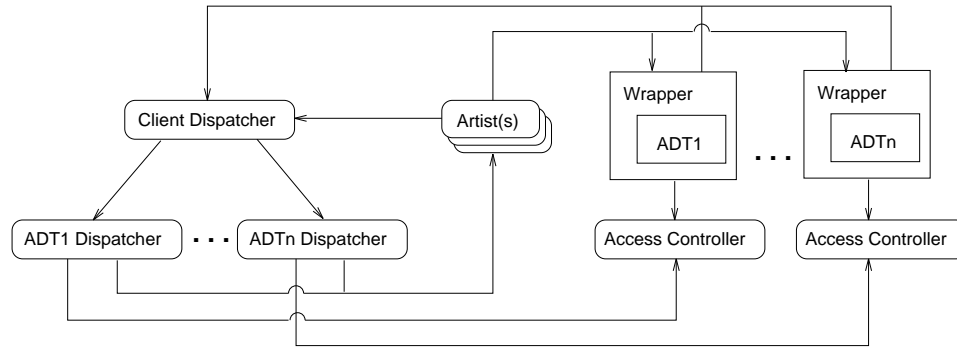 Wrapper
Wrapper
Client Dispatcher
Artist(s)
ADT1
ADTn
. . .
ADT1 Dispatcher
. . .
ADTn Dispatcher
Access Controller
Access Controller